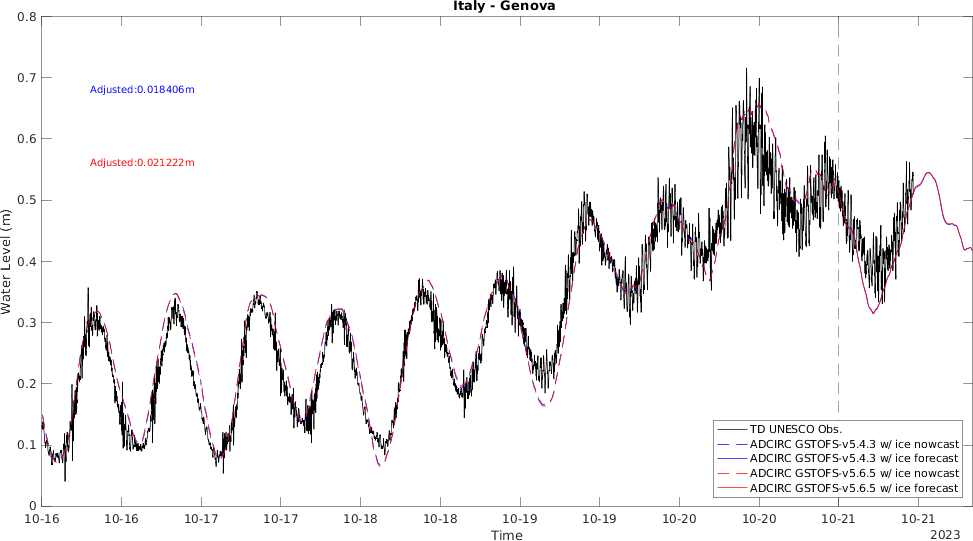 Italy - Genova
0.8
0.7
0.6
0.5
0.4
0.3
0.2
0.1
0
Water Level (m)
Adjusted:0.018406m
Adjusted:0.021222m
TD UNESCO Obs.
ADCIRC GSTOFS-v5.4.3 w/ ice nowcast
ADCIRC GSTOFS-v5.4.3 w/ ice forecast
ADCIRC GSTOFS-v5.6.5 w/ ice nowcast
ADCIRC GSTOFS-v5.6.5 w/ ice forecast
10-16 10-16 10-17 10-17 10-18 10-18 10-19 10-19 10-20 10-20 10-21 10-21
Time
2023